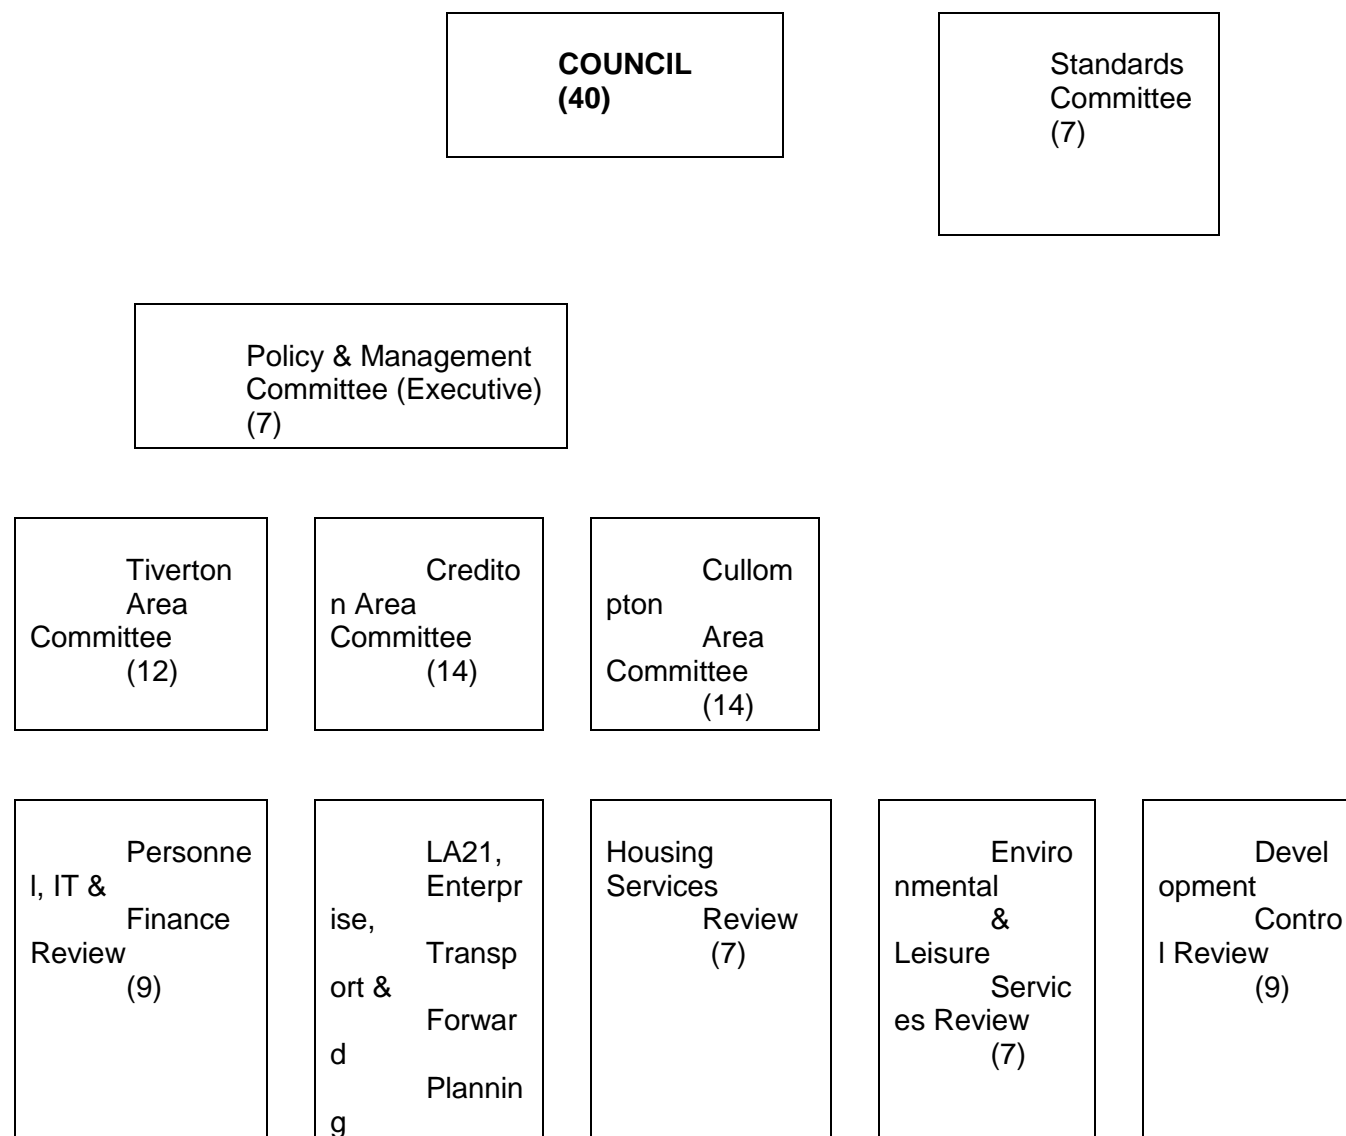 COUNCIL
(40)
Standards
Committee
(7)
Policy & Management
Committee (Executive)
(7)
Tiverton
Area
Committee
(12)
Credito
n Area
Committee
(14)
Cullom
pton
Area
Committee
(14)
Personne
l, IT &
Finance
Review
(9)
LA21,
Enterpr
ise,
Transp
ort &
Forwar
d
Plannin
g
Housing
Services
Review
(7)
Enviro
nmental
&
Leisure
Servic
es Review
(7)
Devel
opment
Contro
l Review
(9)